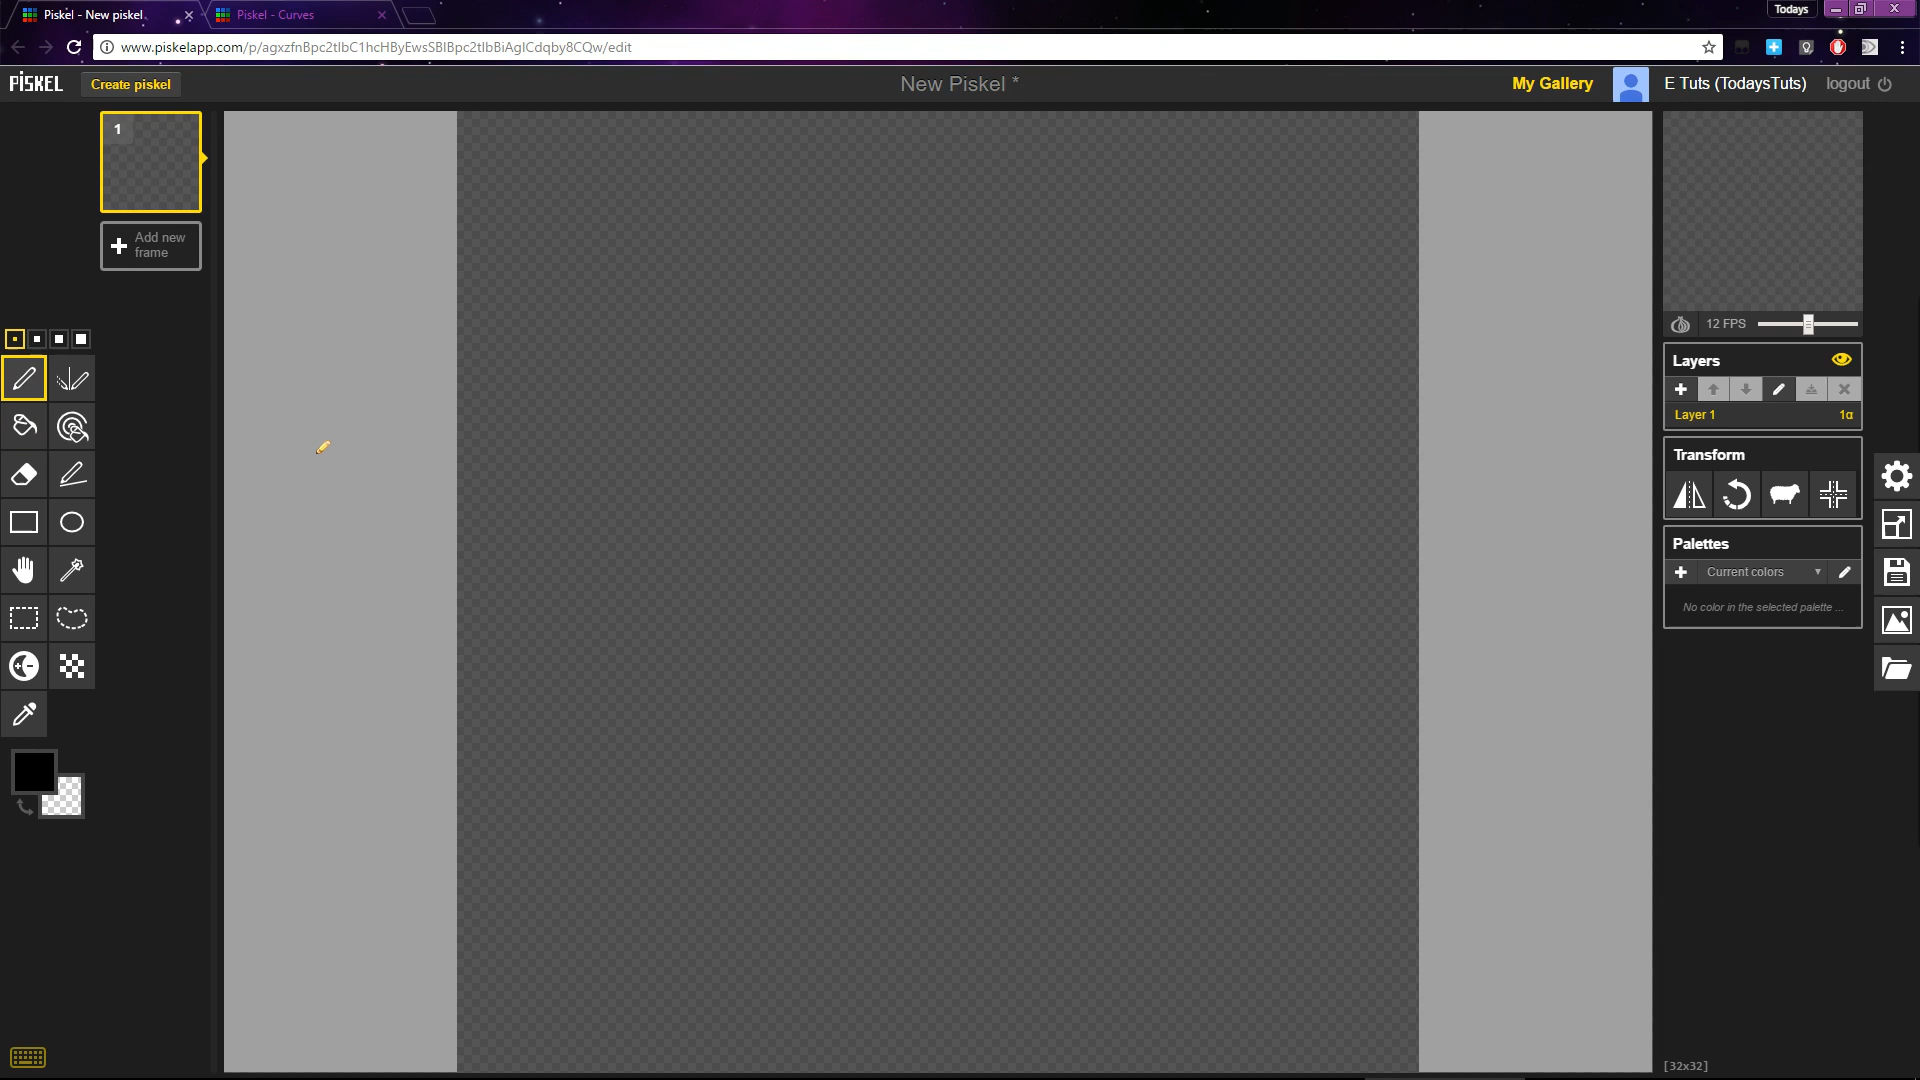 Piskel - New piskel
Piskel - Curves
Todays
www.piskelapp.com/p/agxzfnBpc2tlbC1hcHByEwsSBlBpc2tlbBiAgICdqby8CQw/edit
PiSKEL
Create piskel
New Piskel *
My Gallery
E Tuts (TodaysTuts)
logout
1
Add new
frame
12 FPS
Layers
Layer 1
1α
Transform
Palettes
Current colors
No color in the selected palette ...
[32x32]